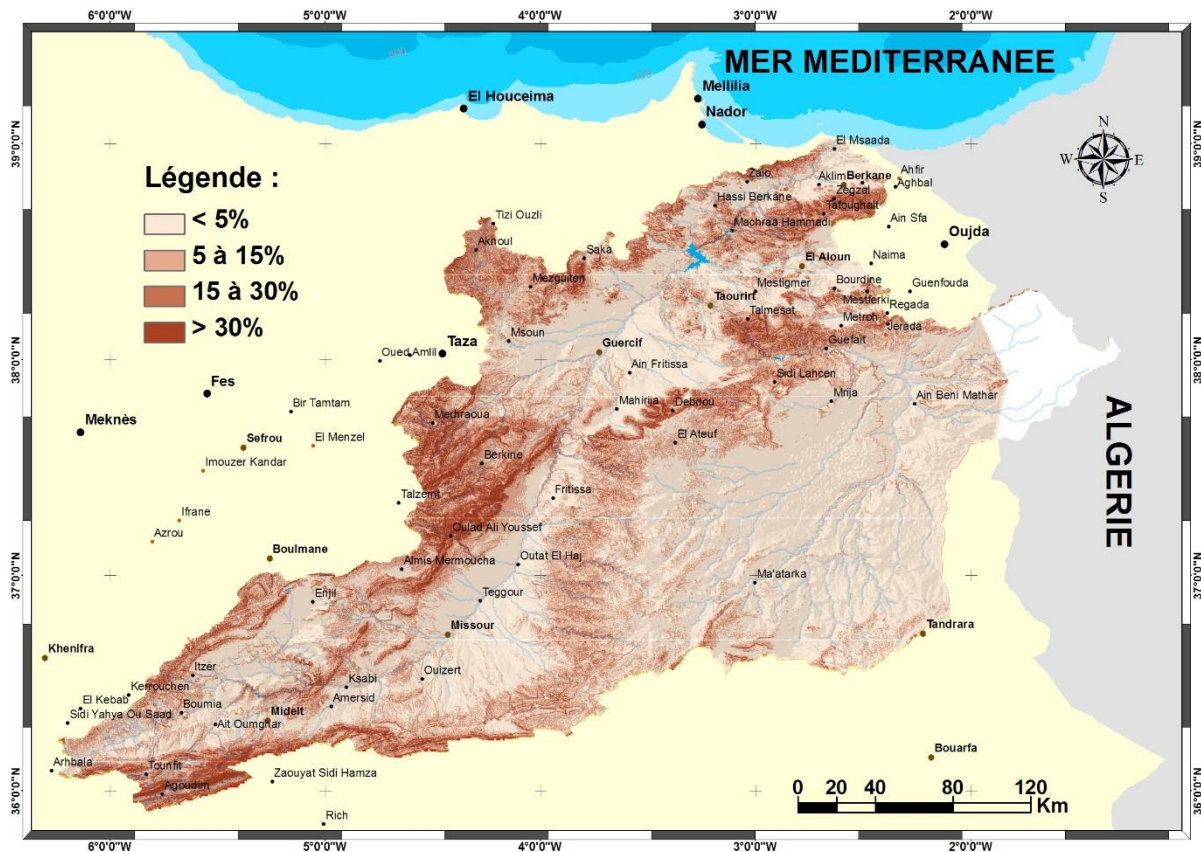 6°0'0"W 5°0'0"W 4°0'0"W 3°0'0"W 2°0'0"W
MER MEDITERRANEE
Mellilia
El Houceima
Nador
39°0'0"N
39°0'0"N
N
W E
S
El Msaada
Légende :
< 5%
5 à 15%
15 à 30%
> 30%
Zaio
Aklim
Berkane
Ahfir
Aghbal
Zegzal
Hassi Berkane
Tafoughalt
Tizi Ouzli
Machraa Hammadi
Ain Sfa
Oujda
Aknoul
Saka
El Aioun
Naima
Mezguiten
Mestigmer
Bourdine
Guenfouda
Taourirt
Mestferki
Regada
Talmesat
Metroh
Jerada
Msoun
Guefait
Taza
Guercif
Oued Amlil
38°0'0"N
38°0'0"N
Ain Fritissa
Sidi Lahcen
Fes
Mahirija
Debdou
Mrija
Ain Beni Mathar
Bir Tamtam
Merhraoua
Meknès
El Menzel
El Ateuf
Sefrou
ALGERIE
Imouzer Kandar
Berkine
Fritissa
Talzemt
Ifrane
Azrou
Oulad Ali Youssef
Boulmane
Almis Mermoucha
Outat El Haj
37°0'0"N
37°0'0"N
Ma'atarka
Enjil
Teggour
Missour
Tandrara
Khenifra
Itzer
Ouizert
Ksabi
Kerrouchen
El Kebab
Amersid
Boumia
Midelt
Sidi Yahya Ou Saad
Ait Oumghar
Bouarfa
Arhbala
Tounfit
Zaouyat Sidi Hamza
Agoudim
36°0'0"N
36°0'0"N
0 20 40 80 120
Km
Rich
6°0'0"W 5°0'0"W 4°0'0"W 3°0'0"W 2°0'0"W